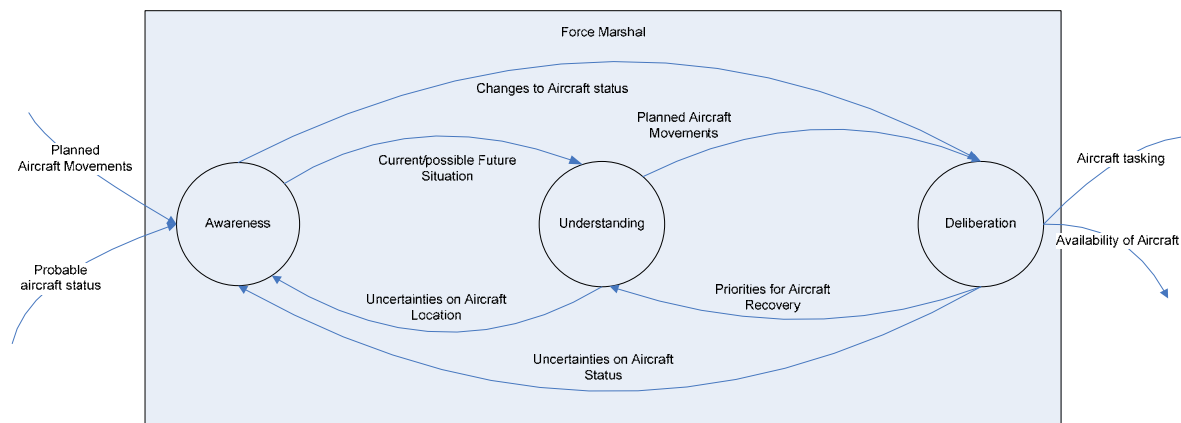 Force Marshal
Changes to Aircraft status
Planned Aircraft
Movements
Planned
Aircraft Movements
Current/possible Future
Situation
Aircraft tasking
Awareness
Understanding
Deliberation
Availability of Aircraft
Probable
aircraft status
Uncertainties on Aircraft
Location
Priorities for Aircraft
Recovery
Uncertainties on Aircraft
Status